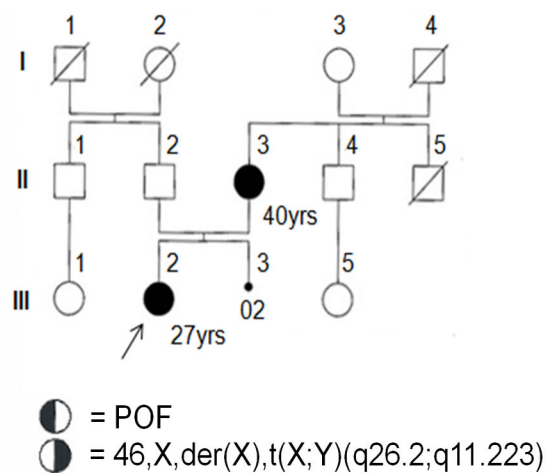 1 2 3 4
I
1 2 3 4 5
II
40yrs
1 2 3 5
III
02
27yrs
= POF
= 46,X,der(X),t(X;Y)(q26.2;q11.223)